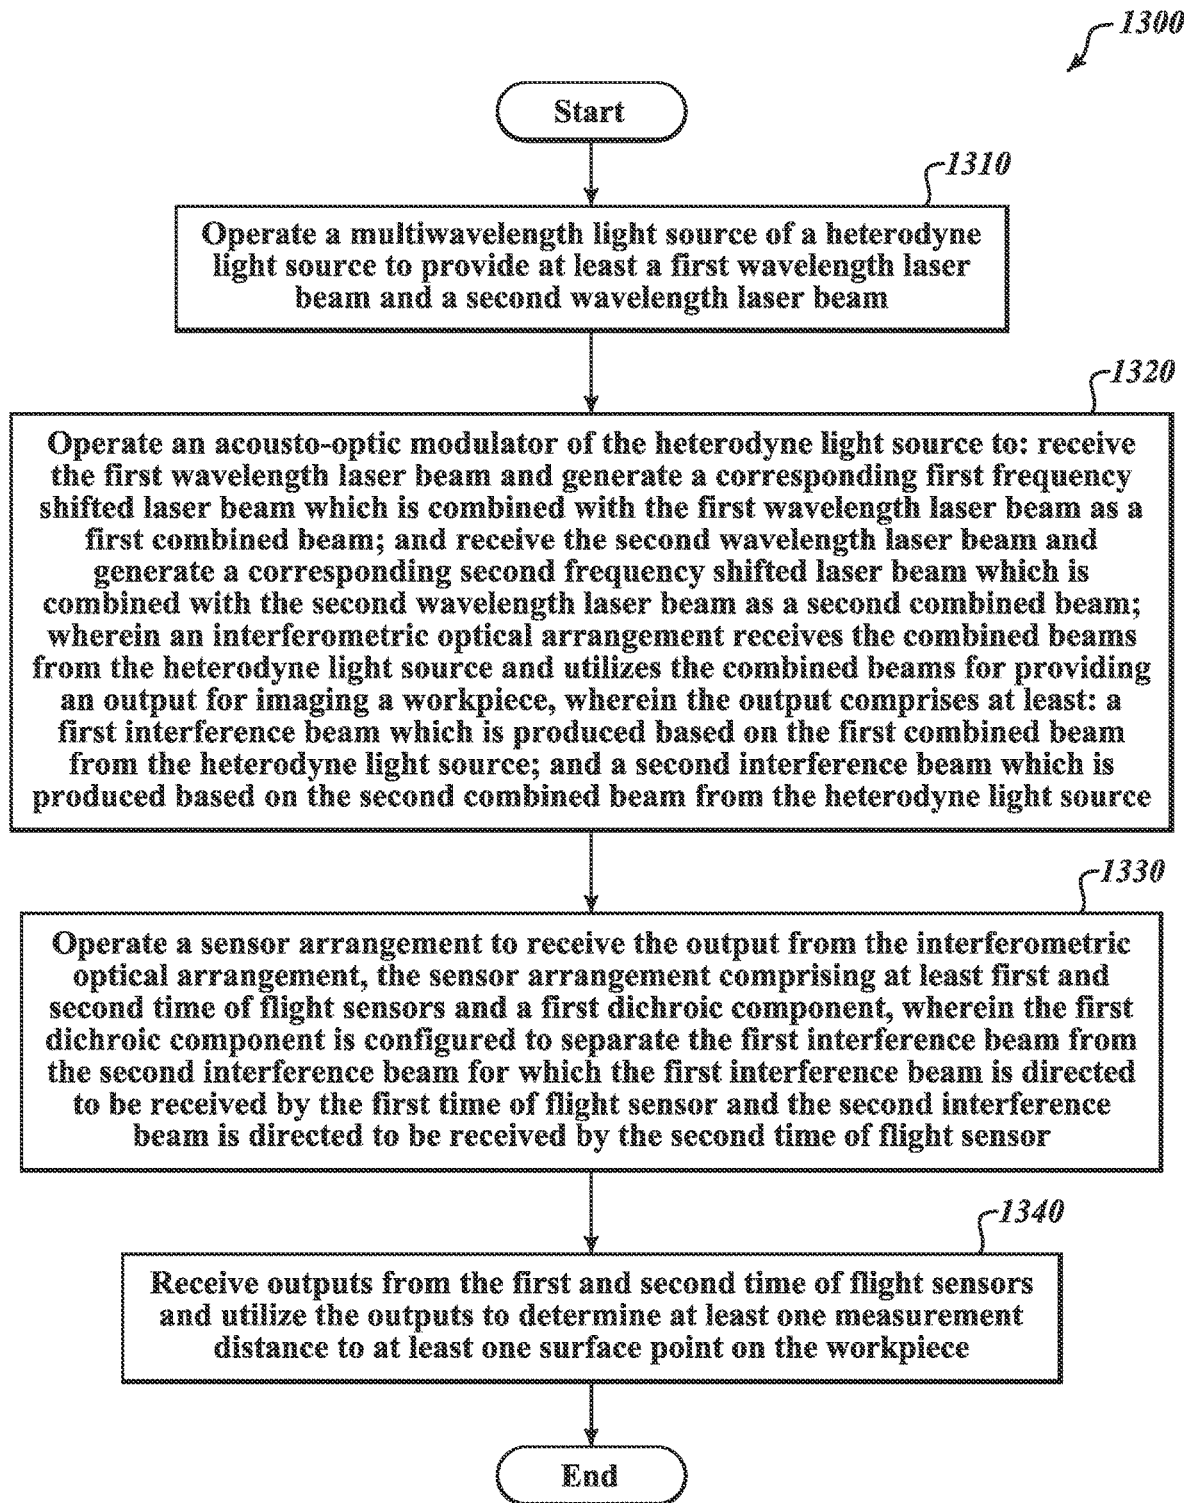 1300
Start
1310
Operate a multiwavelength light source of a heterodyne
light source to provide at least a first wavelength laser
beam and a second wavelength laser beam
1320
Operate an acousto-optic modulator of the heterodyne light source to: receive
the first wavelength laser beam and generate a corresponding first frequency
shifted laser beam which is combined with the first wavelength laser beam as a
first combined beam; and receive the second wavelength laser beam and
generate a corresponding second frequency shifted laser beam which is
combined with the second wavelength laser beam as a second combined beam;
wherein an interferometric optical arrangement receives the combined beams
from the heterodyne light source and utilizes the combined beams for providing
an output for imaging a workpiece, wherein the output comprises at least: a
first interference beam which is produced based on the first combined beam
from the heterodyne light source; and a second interference beam which is
produced based on the second combined beam from the heterodyne light source
1330
Operate a sensor arrangement to receive the output from the interferometric
optical arrangement, the sensor arrangement comprising at least first and
second time of flight sensors and a first dichroic component, wherein the first
dichroic component is configured to separate the first interference beam from
the second interference beam for which the first interference beam is directed
to be received by the first time of flight sensor and the second interference
beam is directed to be received by the second time of flight sensor
1340
Receive outputs from the first and second time of flight sensors
and utilize the outputs to determine at least one measurement
distance to at least one surface point on the workpiece
End